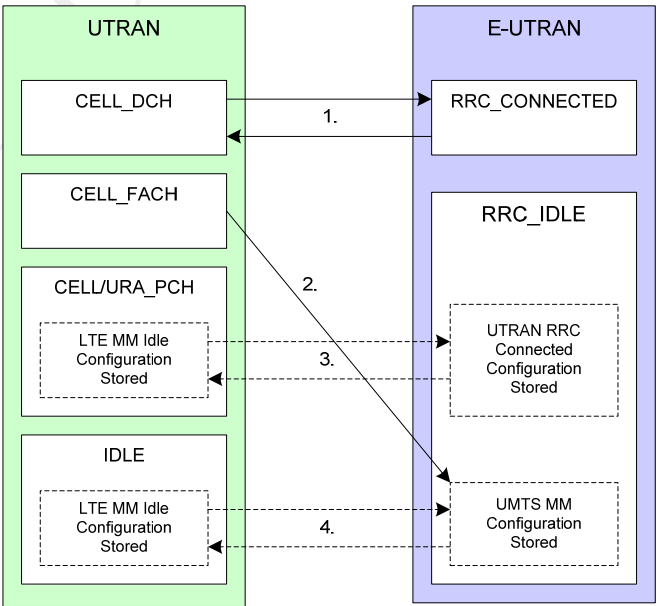 UTRAN
CELL_DCH
CELL_FACH
CELL/URA_PCH
LTE MM Idle
Configuration
Stored
IDLE
LTE MM Idle
Configuration
Stored
1.
2.
3.
4.
E-UTRAN
RRC_CONNECTED
RRC_IDLE
UTRAN RRC
Connected
Configuration
Stored
UMTS MM
Configuration
Stored